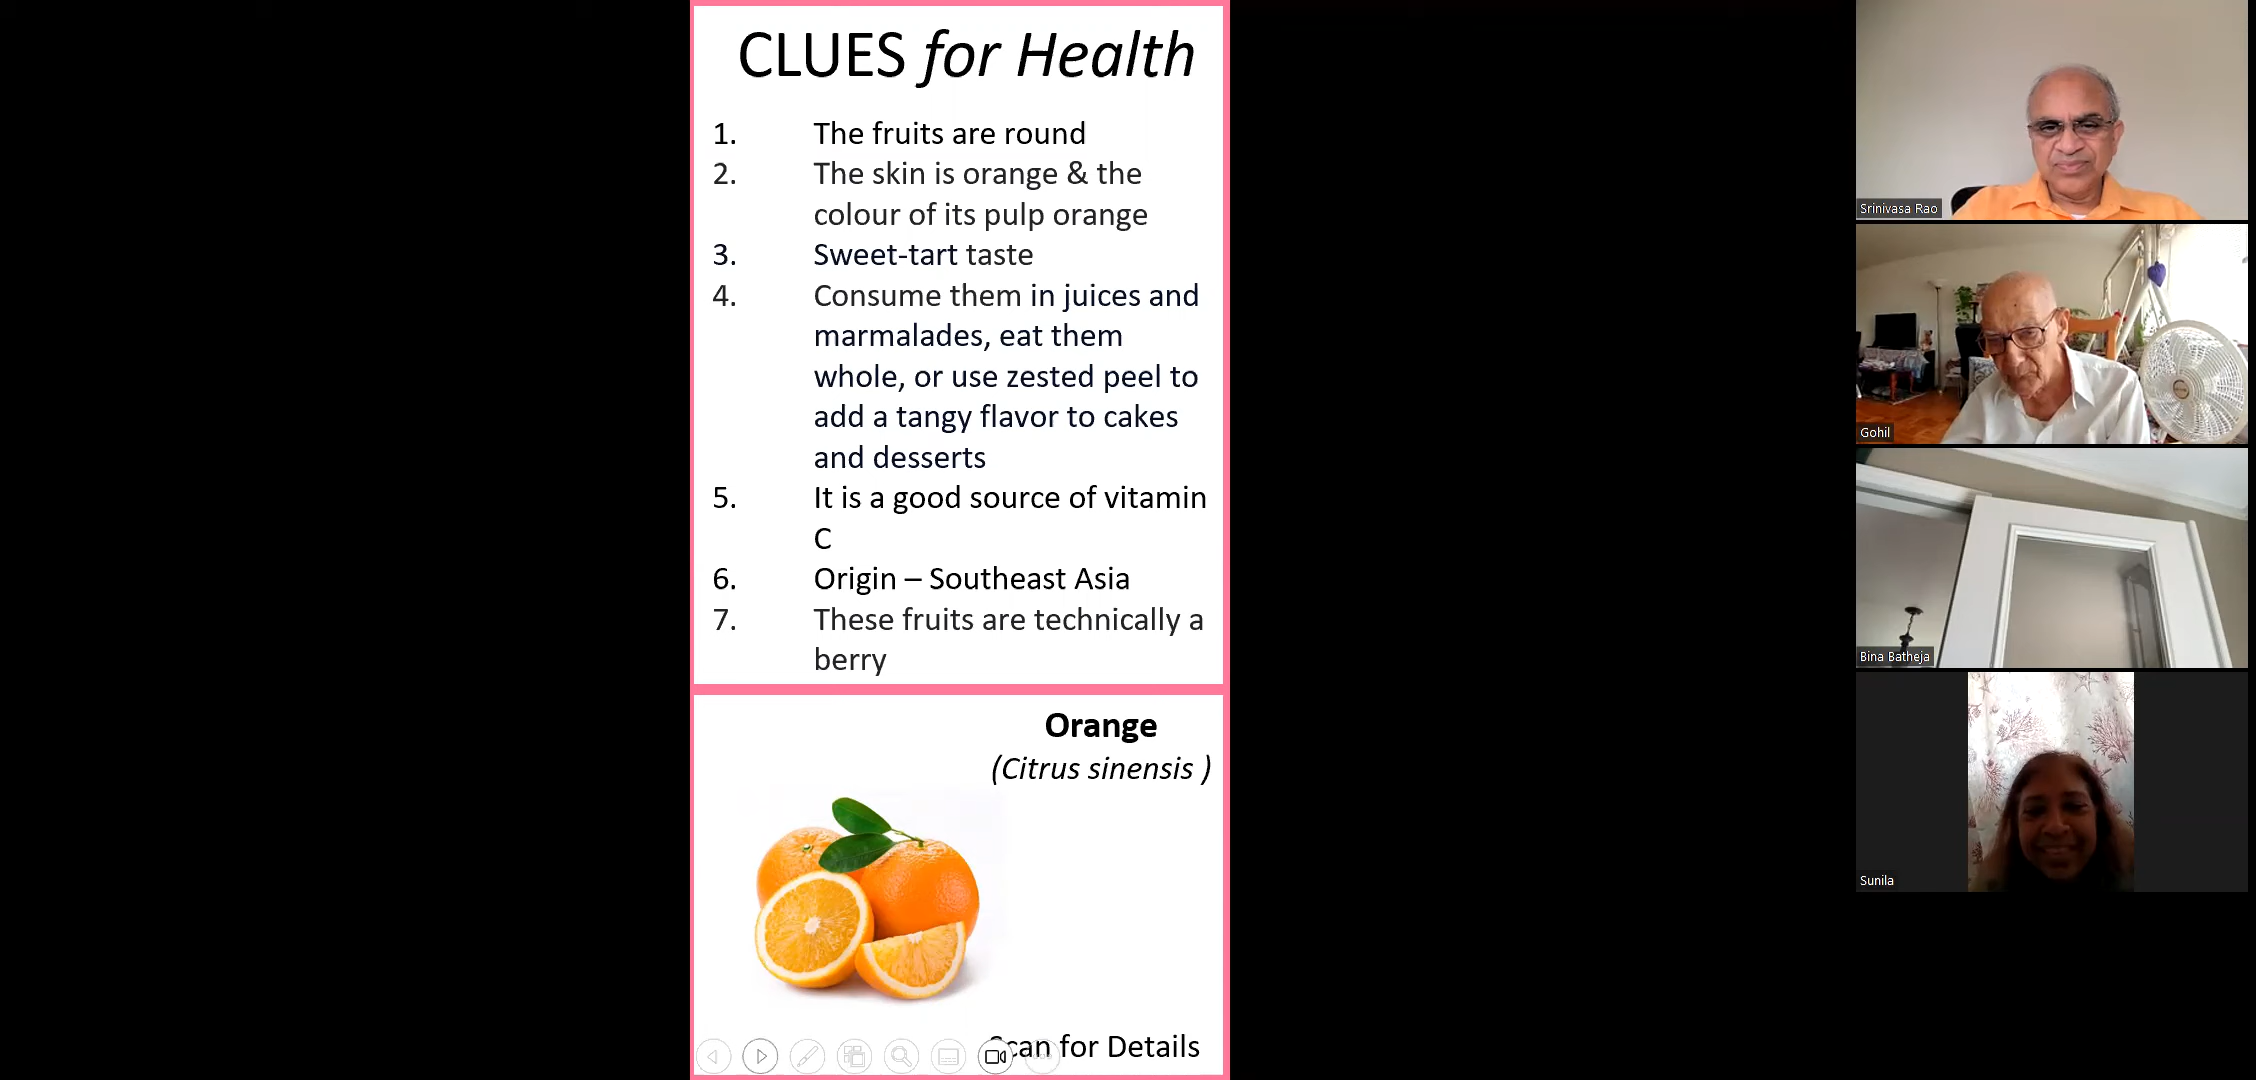 CLUES for Health
1. The fruits are round
2. The skin is orange & the
colour of its pulp orange
3. Sweet-tart taste
4. Consume them in juices and
marmalades, eat them
whole, or use zested peel to
add a tangy flavor to cakes
and desserts
5. It is a good source of vitamin
C
6. Origin – Southeast Asia
7. These fruits are technically a
berry
Orange
(Citrus sinensis )
Scan for Details
Srinivasa Rao
Gohil
Bina Batheja
Sunila